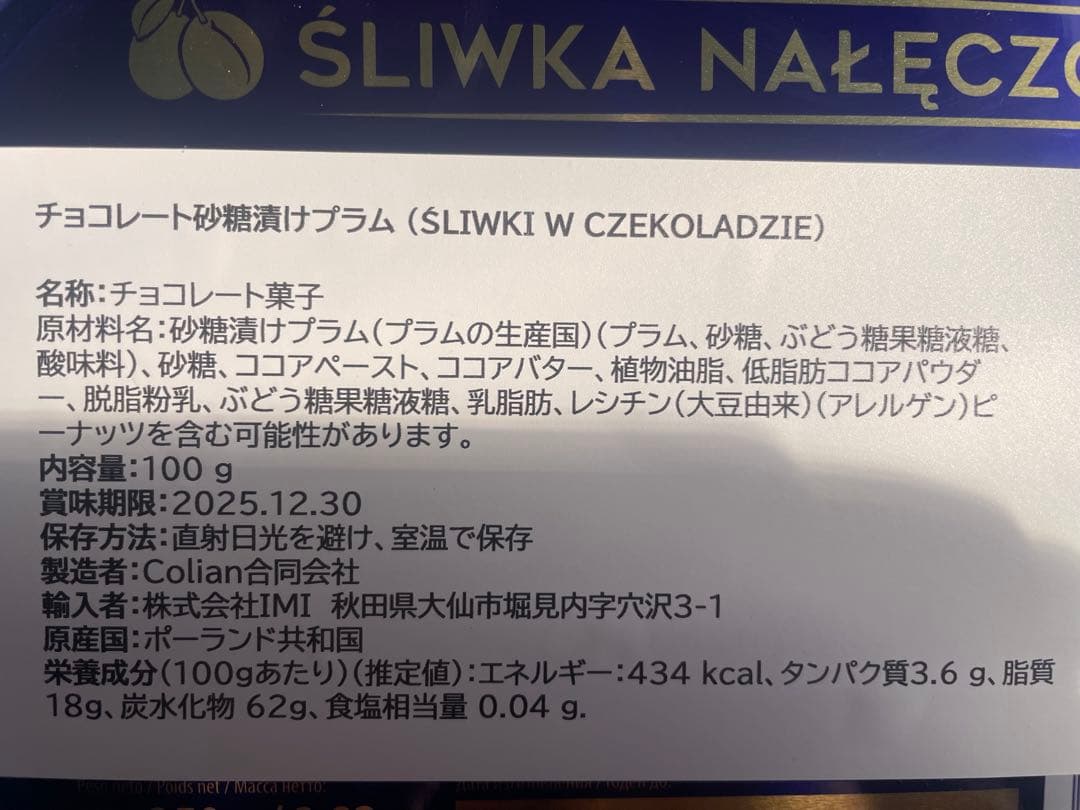 ŚLIWKA NAŁĘCZO
チョコレート砂糖漬けプラム (ŚLIWKI W CZEKOLADZIE)
名称:チョコレート菓子
原材料名:砂糖漬けプラム(プラムの生産国)(プラム、砂糖、ぶどう糖果糖液糖、
酸味料)、砂糖、ココアペースト、ココアバター、植物油脂、低脂肪ココアパウダ
ー、脱脂粉乳、ぶどう糖果糖液糖、乳脂肪、レシチン(大豆由来)(アレルゲン)ピ
ーナッツを含む可能性があります。
内容量:100 g
賞味期限:2025.12.30
保存方法:直射日光を避け、室温で保存
製造者:Colian合同会社
輸入者:株式会社IMI 秋田県大仙市堀見内字穴沢3-1
原産国:ポーランド共和国
栄養成分(100gあたり)(推定値):エネルギー:434 kcal、タンパク質3.6 g、脂質
18g、炭水化物 62g、食塩相当量 0.04 g.
/ Poids net / Масса нетто: